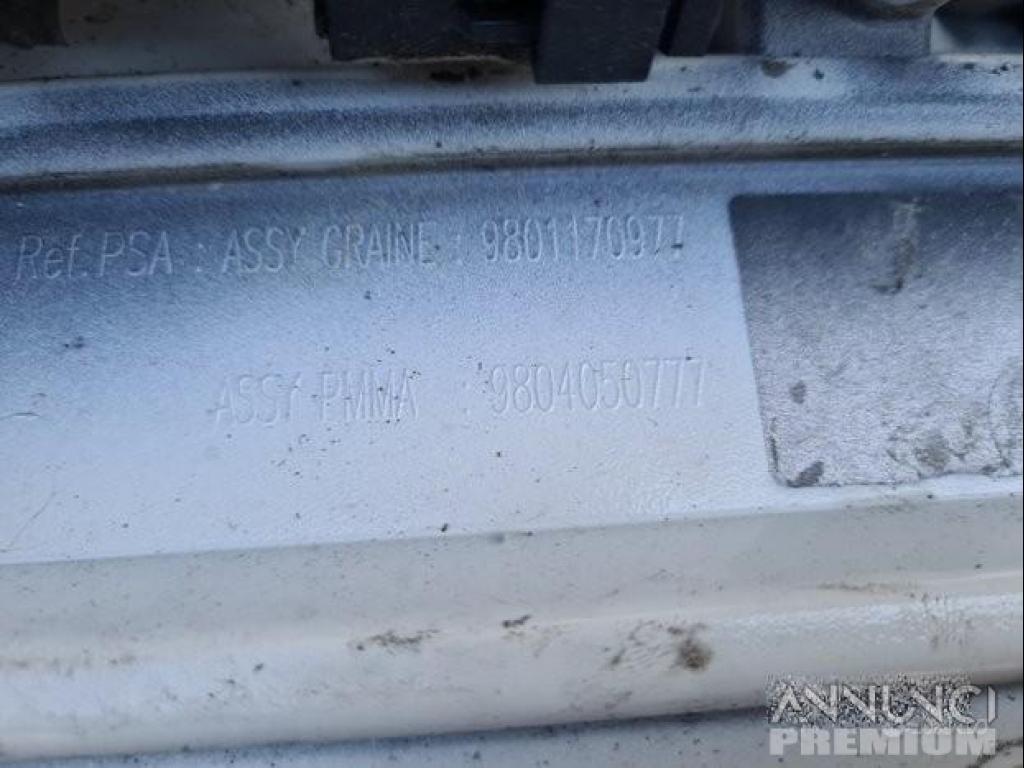 Ref.PSA : ASSY GRAINE : 9801170977
ASSY PMMA : 9804050777
ANNUNCI
PREMIUM